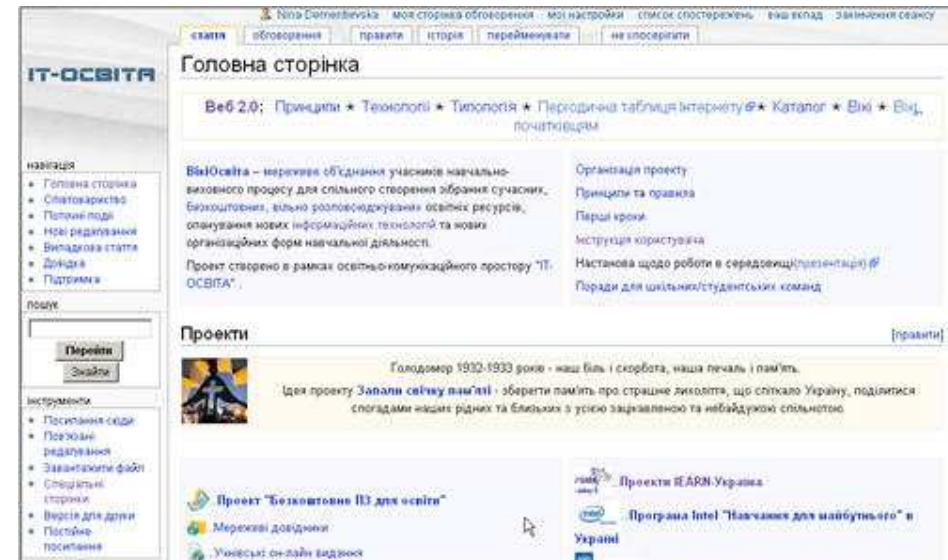 Nina Dementievska моя сторінка обговорення мої настройки список спостережень ваш вклад Закінчення сеансу
стаття обговорення правити історія перейменувати не спостерігати
ІТ-ОСВІТА
Головна сторінка
Веб 2.0: Принципи ★ Технології ★ Типологія ★ Періодична таблиця Інтернету ★ Каталог ★ Вікі ★ Вікі початківцям
навігація
Головна сторінка
Співтовариство
Поточні події
Нові редагування
Випадкова стаття
Довідка
Підтримка
пошук
Перейти
Знайти
інструменти
Посилання сюди
Пов'язані
редагування
Завантажити файл
Спеціальні
сторінки
Версія для друку
Постійне
посилання
ВікіОсвіта – мережеве об'єднання учасників навчально-
виховного процесу для спільного створення зібрання сучасних,
безкоштовних, вільно розповсюджуваних освітніх ресурсів,
опанування нових інформаційних технологій та нових
організаційних форм навчальної діяльності.
Проект створено в рамках освітньо-комунікаційного простору "ІТ-
ОСВІТА" .
Організація проекту
Принципи та правила
Перші кроки
Інструкція користувача
Настанова щодо роботи в середовищі(презентація)
Поради для шкільних/студентських команд
Проекти
[правити]
Голодомор 1932-1933 років - наш біль і скорбота, наша печаль і пам'ять.
Ідея проекту Запали свічку пам'яті - зберегти пам'ять про страшне лихоліття, що спіткало Україну, поділитися
спогадами наших рідних та близьких з усією зацікавленою та небайдужою спільнотою
Проект "Безкоштовне ПЗ для освіти"
Мережеві довідники
Учнівські он-лайн видання
Проекти IEARN-Україна
intel
Програма Intel "Навчання для майбутнього" в
Україні